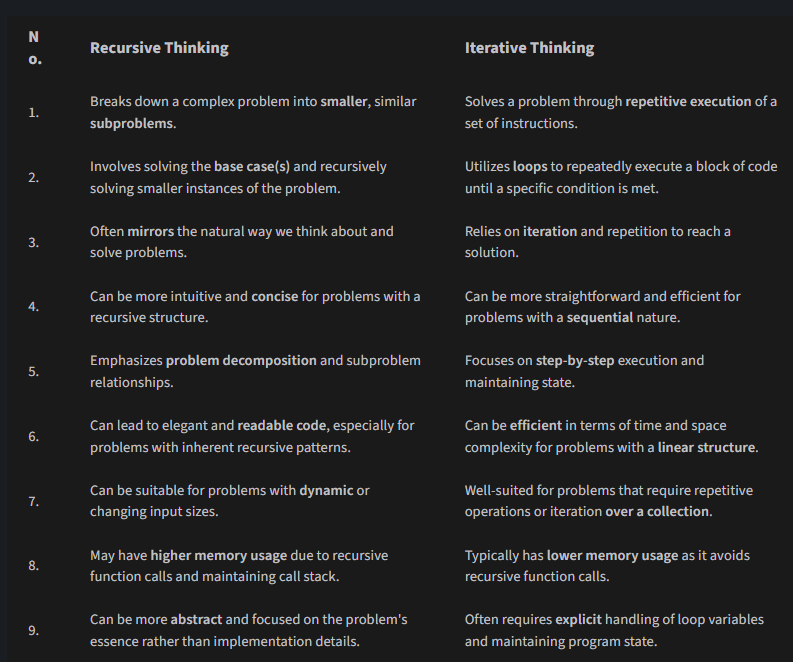 N
o.
Recursive Thinking
Iterative Thinking
1.
Breaks down a complex problem into smaller, similar
subproblems.
Solves a problem through repetitive execution of a
set of instructions.
2.
Involves solving the base case(s) and recursively
solving smaller instances of the problem.
Utilizes loops to repeatedly execute a block of code
until a specific condition is met.
3.
Often mirrors the natural way we think about and
solve problems.
Relies on iteration and repetition to reach a
solution.
4.
Can be more intuitive and concise for problems with a
recursive structure.
Can be more straightforward and efficient for
problems with a sequential nature.
5.
Emphasizes problem decomposition and subproblem
relationships.
Focuses on step-by-step execution and
maintaining state.
6.
Can lead to elegant and readable code, especially for
problems with inherent recursive patterns.
Can be efficient in terms of time and space
complexity for problems with a linear structure.
7.
Can be suitable for problems with dynamic or
changing input sizes.
Well-suited for problems that require repetitive
operations or iteration over a collection.
8.
May have higher memory usage due to recursive
function calls and maintaining call stack.
Typically has lower memory usage as it avoids
recursive function calls.
9.
Can be more abstract and focused on the problem's
essence rather than implementation details.
Often requires explicit handling of loop variables
and maintaining program state.